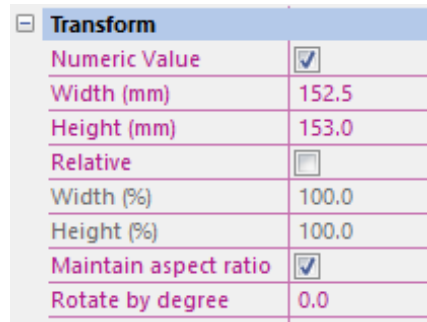 Transform
Numeric Value
Width (mm) 152.5
Height (mm) 153.0
Relative
Width (%) 100.0
Height (%) 100.0
Maintain aspect ratio
Rotate by degree 0.0